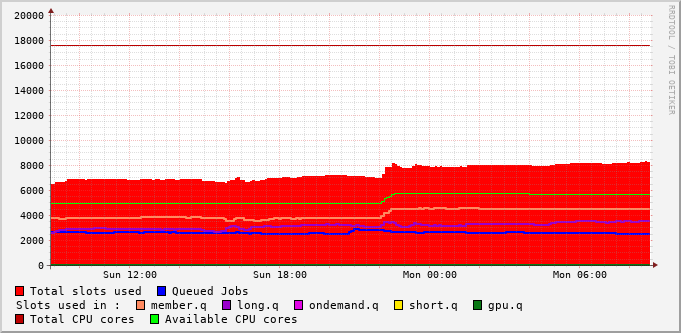 20000
18000
16000
14000
12000
10000
8000
6000
4000
2000
0
Sun 12:00 Sun 18:00 Mon 00:00 Mon 06:00
RRDTOOL / TOBI OETIKER
Total slots used Queued Jobs
Slots used in : member.q long.q ondemand.q short.q gpu.q
Total CPU cores Available CPU cores